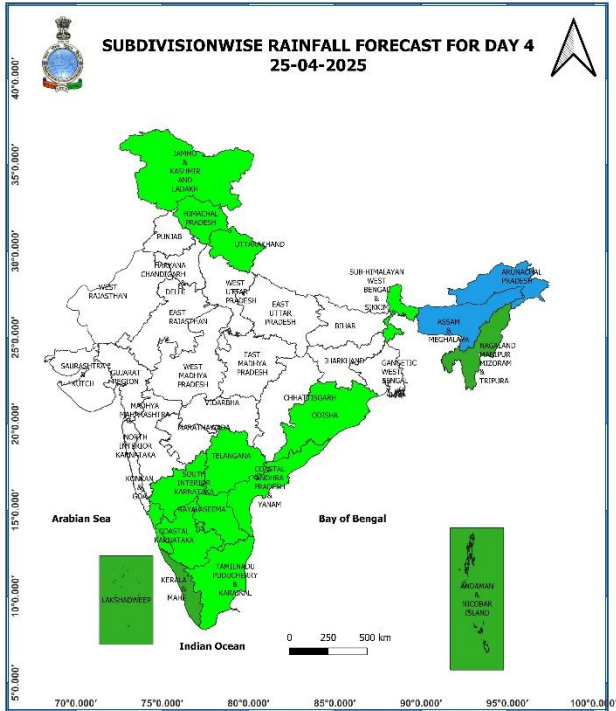 SUBDIVISIONWISE RAINFALL FORECAST FOR DAY 4
25-04-2025
40°0.000'
35°0.000'
30°0.000'
25°0.000'
20°0.000'
15°0.000'
10°0.000'
5°0.000'
JAMMU
&
KASHMIR
AND
LADAKH
HIMACHAL
PRADESH
PUNJAB
UTTARAKHAND
HARYANA
CHANDIGARH
DELHI
WEST
RAJASTHAN
WEST
UTTAR
PRADESH
EAST
RAJASTHAN
EAST
UTTAR
PRADESH
SUB-HIMALAYAN
WEST
BENGAL
&
SIKKIM
ARUNACHAL
PRADESH
ASSAM
&
MEGHALAYA
NAGALAND
MANIPUR
MIZORAM
&
TRIPURA
BIHAR
JHARKHAND
GANGETIC
WEST
BENGAL
SAURASHTRA
&
KUTCH
GUJARAT
REGION
WEST
MADHYA
PRADESH
EAST
MADHYA
PRADESH
CHHATTISGARH
ODISHA
MADHYA
MAHARASHTRA
VIDARBHA
MARATHAWADA
NORTH
INTERIOR
KARNATAKA
KONKAN
&
GOA
TELANGANA
SOUTH
INTERIOR
KARNATAKA
COASTAL
ANDHRA
PRADESH
&
YANAM
RAYALASEEMA
COASTAL
KARNATAKA
TAMILNADU
PUDUCHERRY
&
KARAIKAL
KERALA
&
MAHE
LAKSHADWEEP
ANDAMAN
&
NICOBAR
ISLAND
Arabian Sea
Bay of Bengal
Indian Ocean
0 250 500 km
70°0.000' 75°0.000' 80°0.000' 85°0.000' 90°0.000' 95°0.000' 100°0.000'